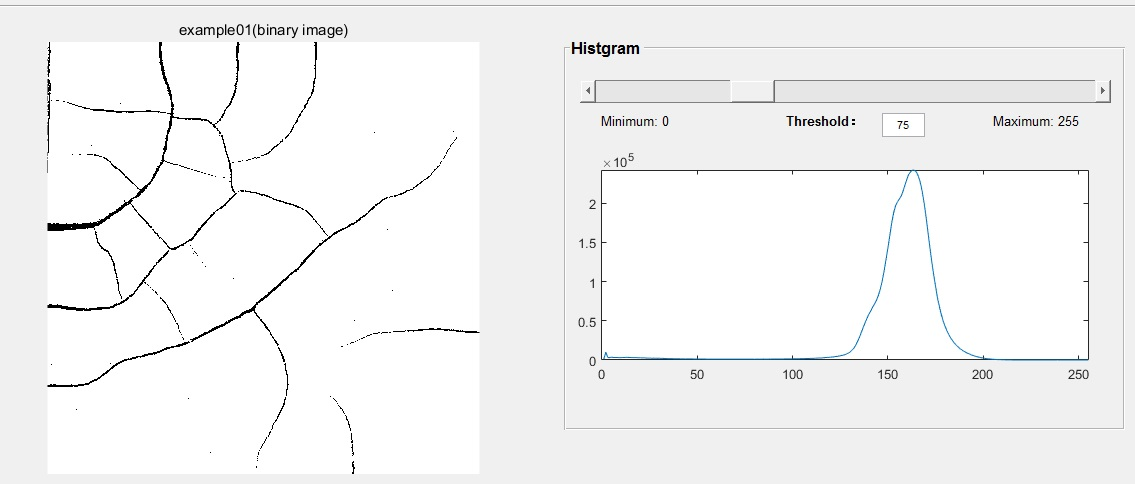 example01(binary image)
Histgram
Minimum: 0
Threshold:
75
Maximum: 255
×10^5
2
1.5
1
0.5
0
0 50 100 150 200 250